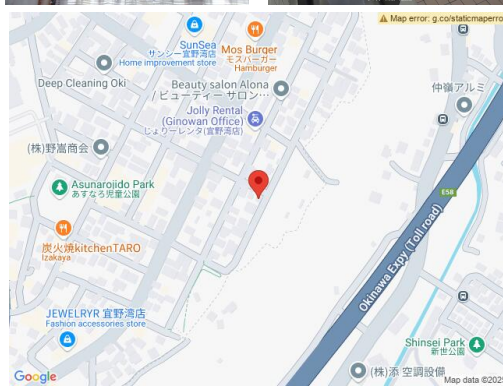 Map error: g.co/staticmaperro
SunSea
サンシー宜野湾店
Home improvement store
Mos Burger
モスバーガー
Hamburger
Deep Cleaning Oki
Beauty salon Alona
/ ビューティー サロン…
仲嶺アルミ
Jolly Rental
(Ginowan Office)
じょりーレンタ(宜野湾店)
(株)野嵩商会
Asunarojido Park
あすなろ児童公園
E58
炭火焼kitchenTARO
Izakaya
Okinawa Expy (Toll road)
JEWELRYR 宜野湾店
Fashion accessories store
Shinsei Park
新世公園
(株)添 空調設備
Google
Map data ©202